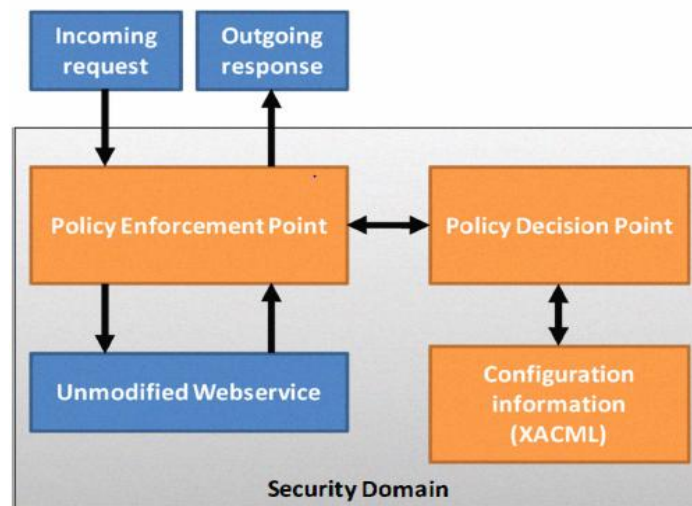 Incoming
request
Outgoing
response
Policy Enforcement Point
Policy Decision Point
Unmodified Webservice
Configuration
information
(XACML)
Security Domain